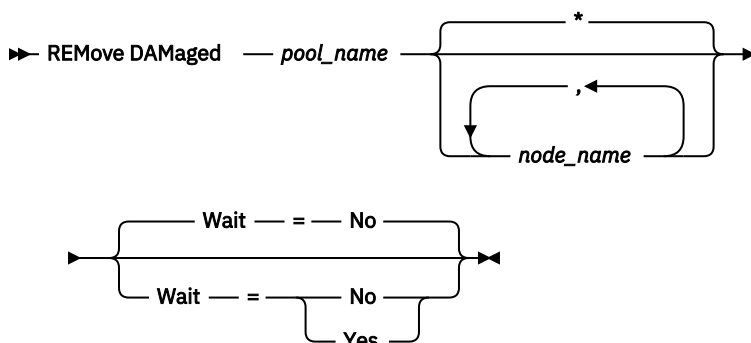 *
REMove DAMaged pool_name
,
node_name
Wait = No
Wait = No
Yes